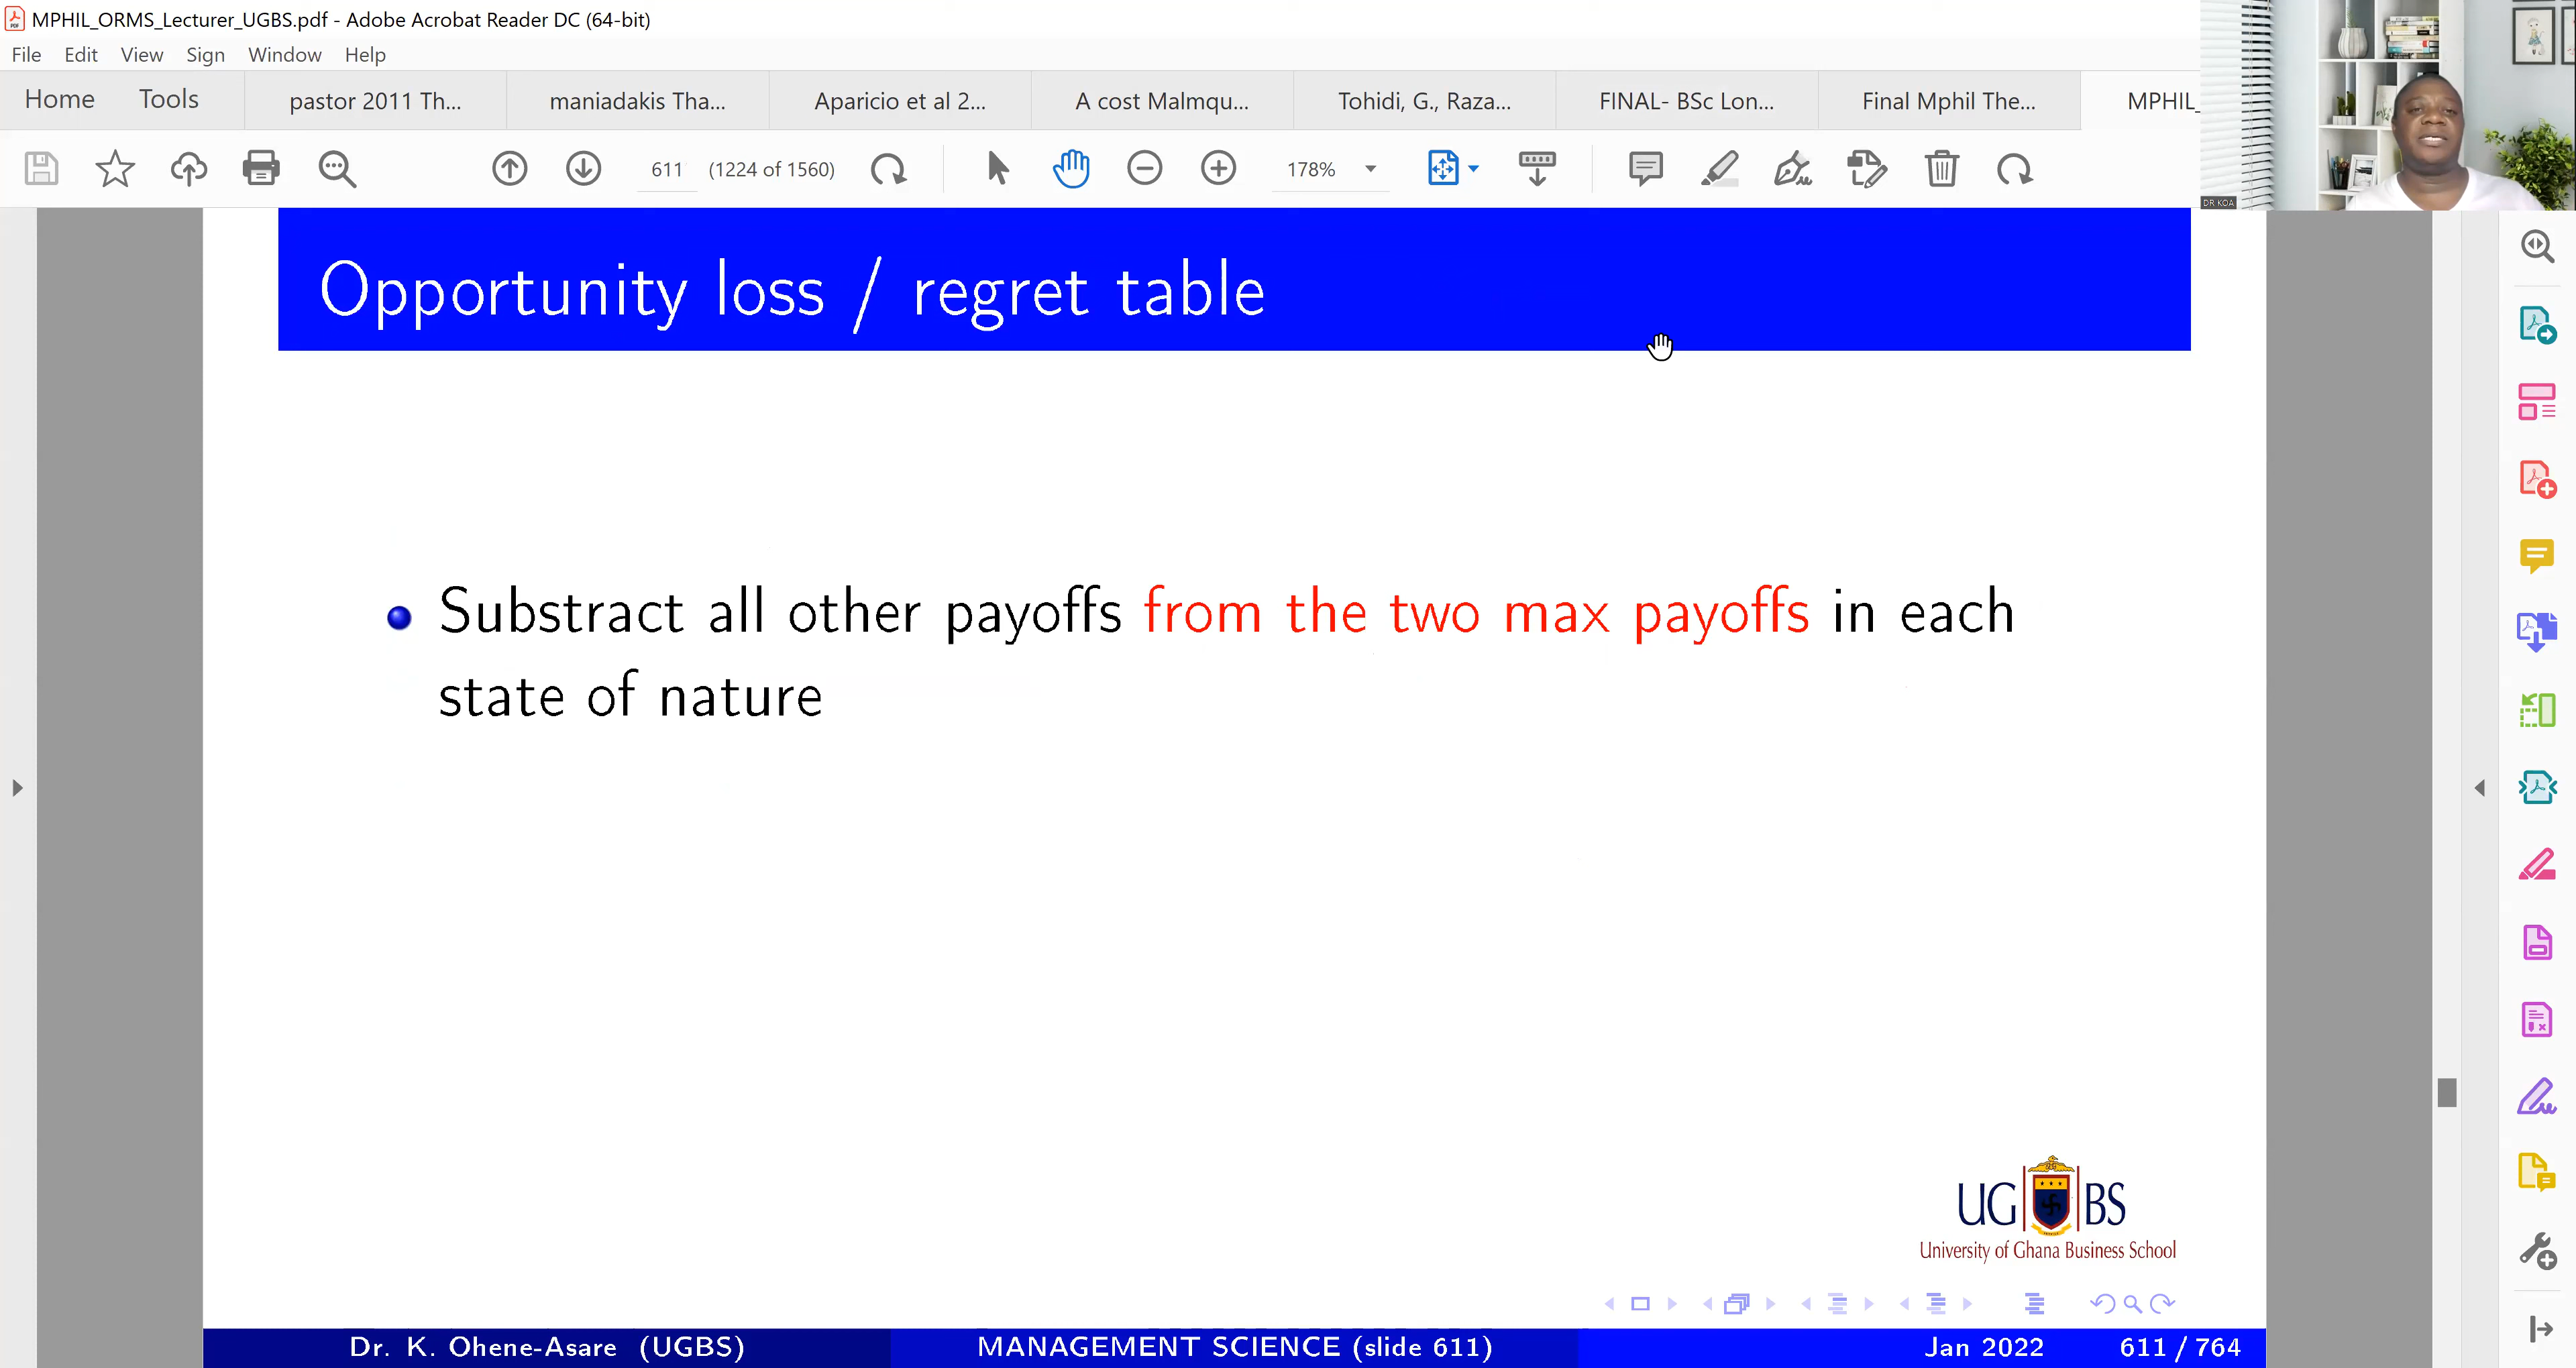 MPHIL_ORMS_Lecturer_UGBS.pdf - Adobe Acrobat Reader DC (64-bit)
File Edit View Sign Window Help
Home Tools pastor 2011 Th... maniadakis Tha... Aparicio et al 2... A cost Malmqu... Tohidi, G., Raza... FINAL- BSc Lon... Final Mphil The... MPHIL_
611 (1224 of 1560) 178%
DR KOA
Opportunity loss / regret table
Substract all other payoffs from the two max payoffs in each
state of nature
UG BS
University of Ghana Business School
Dr. K. Ohene-Asare (UGBS) MANAGEMENT SCIENCE (slide 611) Jan 2022 611 / 764